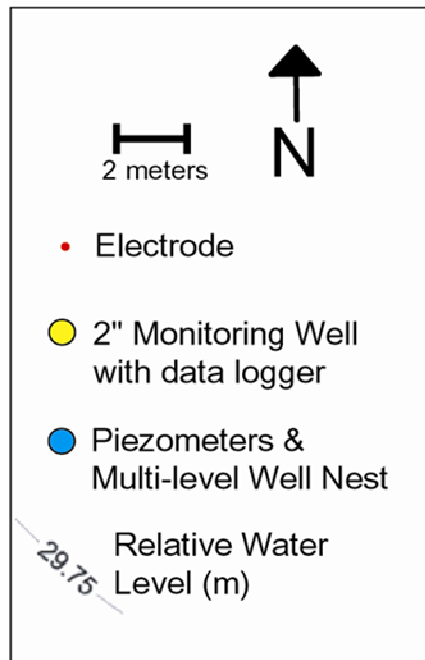 N
2 meters
Electrode
2" Monitoring Well
with data logger
Piezometers &
Multi-level Well Nest
Relative Water
Level (m)
29.75